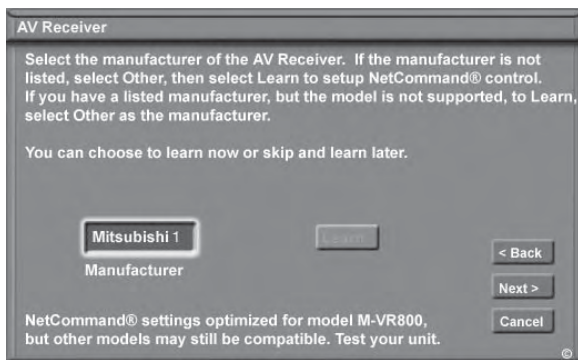 AV Receiver
Select the manufacturer of the AV Receiver. If the manufacturer is not
listed, select Other, then select Learn to setup NetCommand® control.
If you have a listed manufacturer, but the model is not supported, to Learn,
select Other as the manufacturer.
You can choose to learn now or skip and learn later.
Mitsubishi 1
Learn
Manufacturer
< Back
Next >
NetCommand® settings optimized for model M-VR800,
but other models may still be compatible. Test your unit.
Cancel